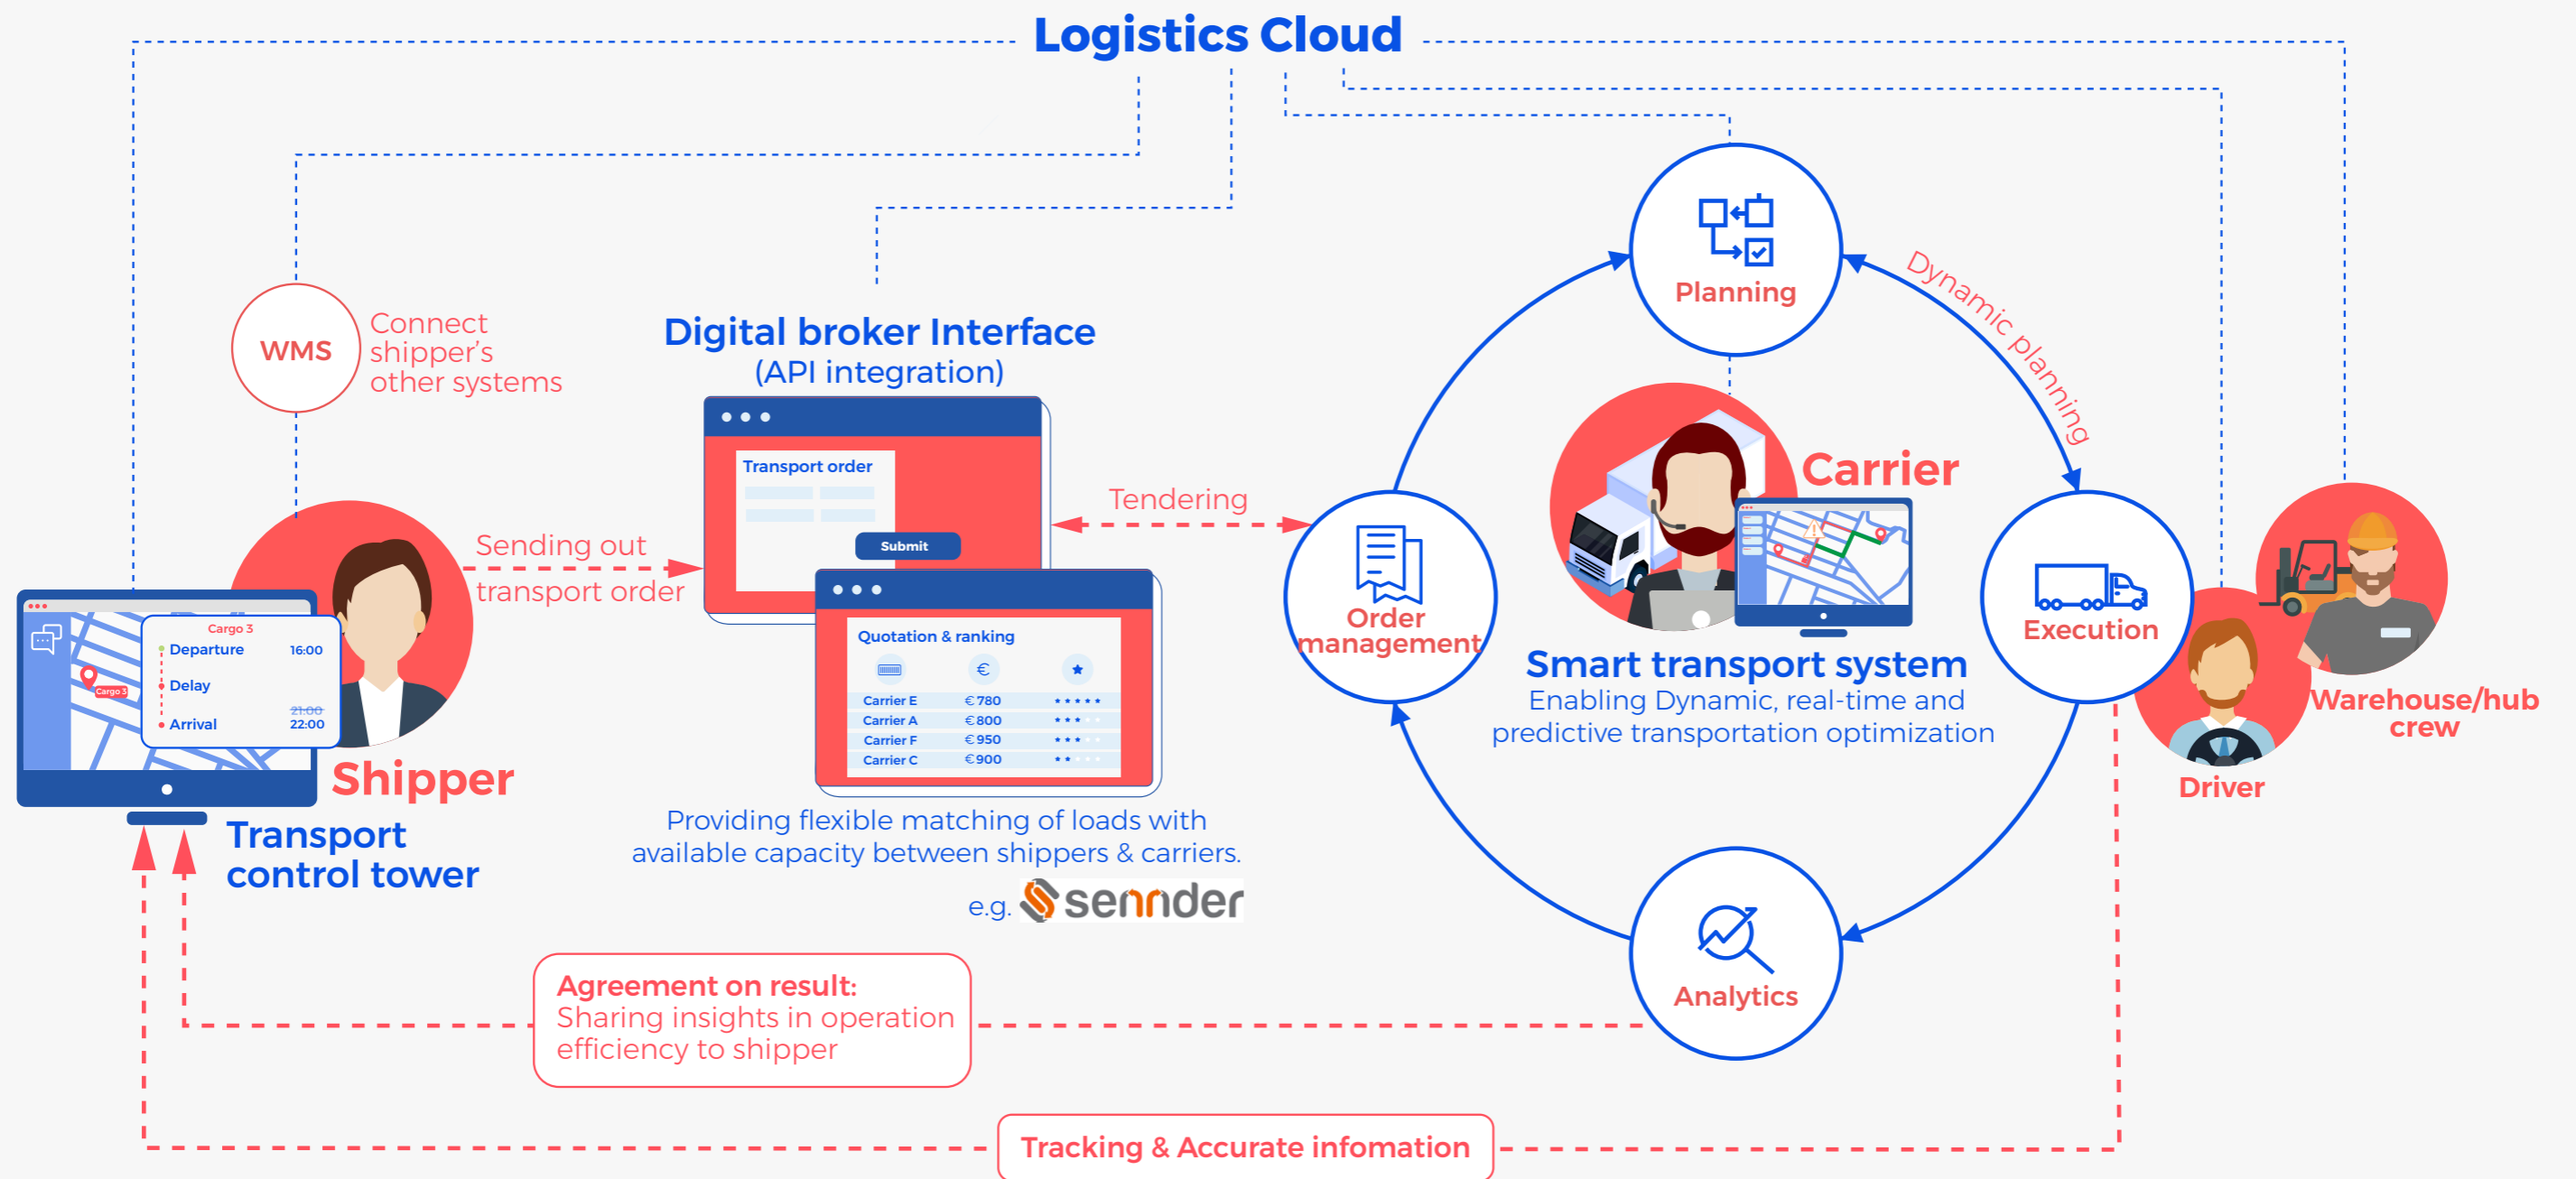 Logistics Cloud
WMS
Connect
shipper's
other systems
Digital broker Interface
(API integration)
Transport order
Submit
Quotation & ranking
€
Carrier E €780
Carrier A €800
Carrier F €950
Carrier C €900
Providing flexible matching of loads with
available capacity between shippers & carriers.
e.g. sennder
Sending out
transport order
Cargo 3
Departure 16:00
Delay
21:00
Arrival 22:00
Cargo 3
Shipper
Transport
control tower
Tendering
Planning
Dynamic planning
Order
management
Carrier
Smart transport system
Enabling Dynamic, real-time and
predictive transportation optimization
Execution
Analytics
Driver
Warehouse/hub
crew
Agreement on result:
Sharing insights in operation
efficiency to shipper
Tracking & Accurate infomation